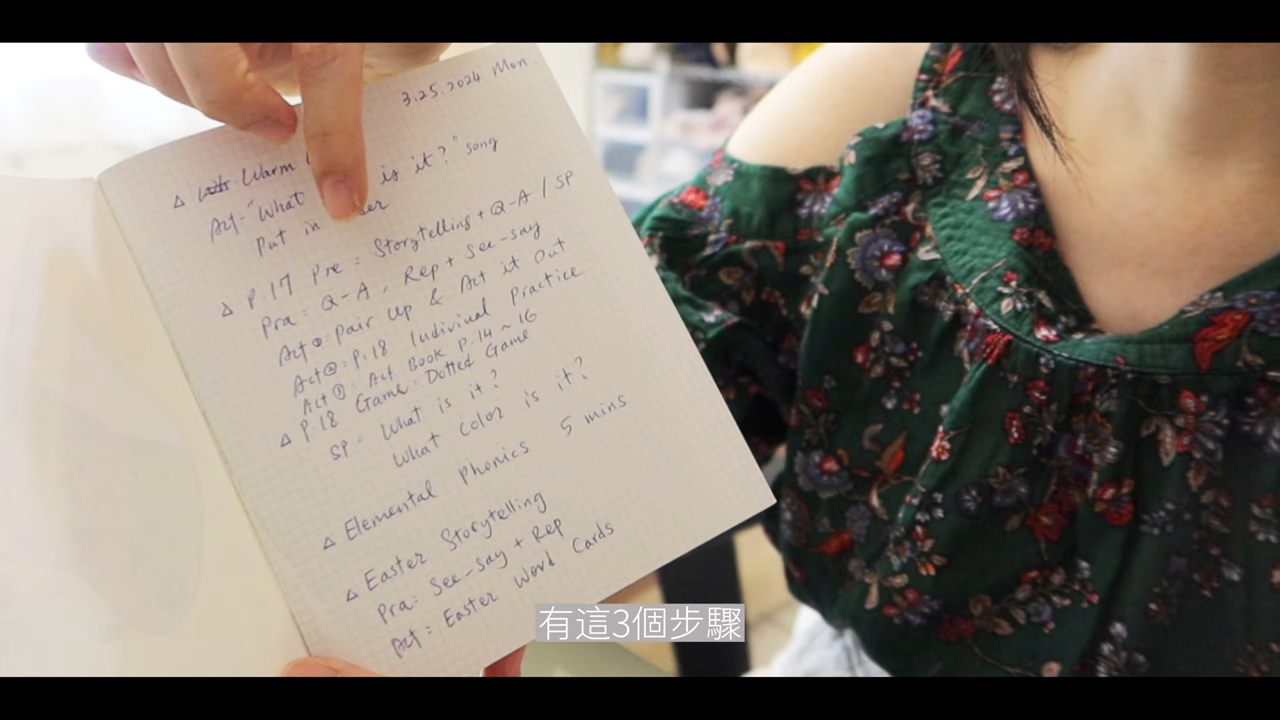 3.25.2024 Mon.
△ Warm
Act- "What is it?" song
Put in
△ P.17 Pre = Storytelling + Q-A / SP
Pra: Q-A, Rep + See-say
Act①: Pair Up & Act it Out
Act②: P.18 Indiviual Practice
Act③: Act Book P.14 ~ 16
△ P.18 Game = Dotted Game
SP = What is it?
What color is it?
△ Elemental Phonics 5 mins
△ Easter Storytelling
Pra = See-say + Rep
Act = Easter Word Cards
有這3個步驟